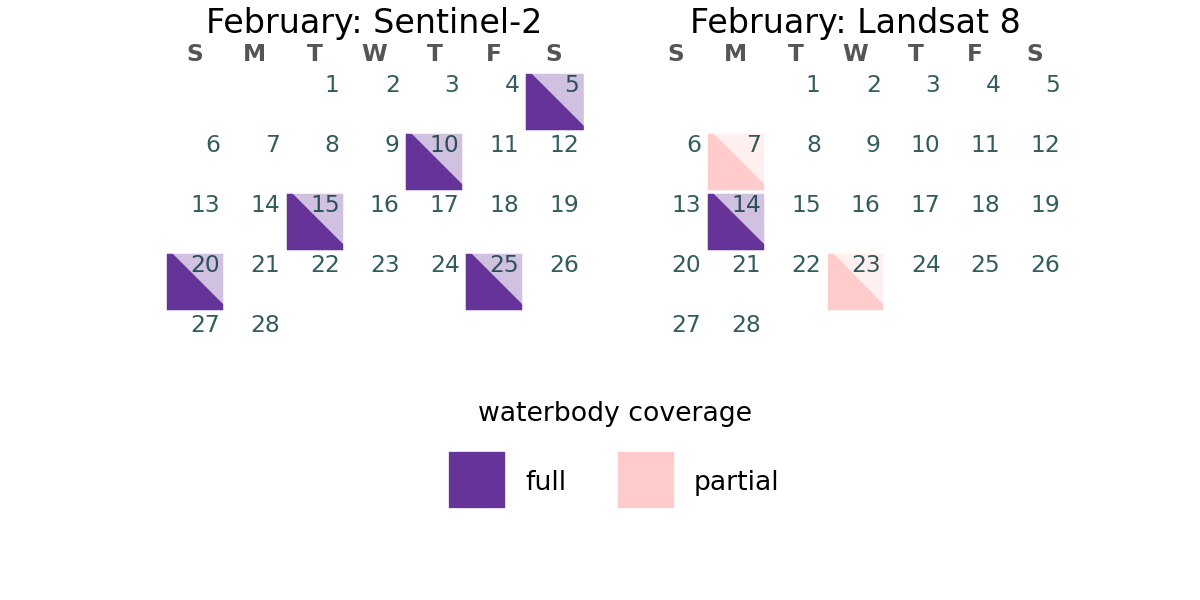 February: Sentinel-2
S M T W T F S
1 2 3 4 5
6 7 8 9 10 11 12
13 14 15 16 17 18 19
20 21 22 23 24 25 26
27 28
February: Landsat 8
S M T W T F S
1 2 3 4 5
6 7 8 9 10 11 12
13 14 15 16 17 18 19
20 21 22 23 24 25 26
27 28
waterbody coverage
full
partial